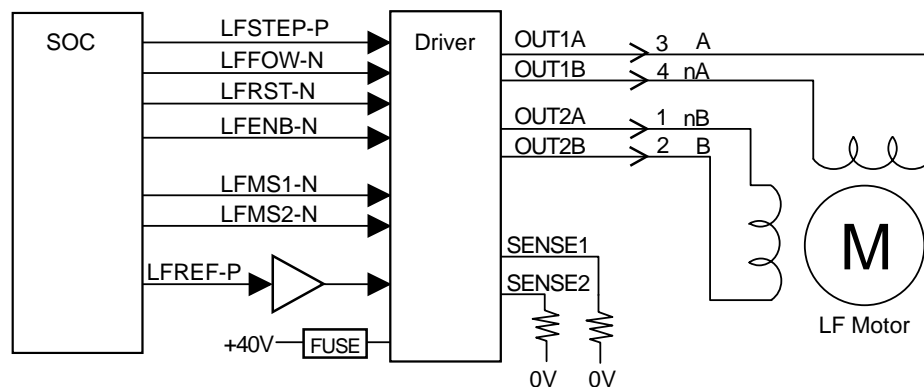 SOC
LFSTEP-P
LFFOW-N
LFRST-N
LFENB-N
LFMS1-N
LFMS2-N
LFREF-P
+40V
FUSE
Driver
OUT1A 3 A
OUT1B 4 nA
OUT2A 1 nB
OUT2B 2 B
SENSE1
SENSE2
0V 0V
M
LF Motor